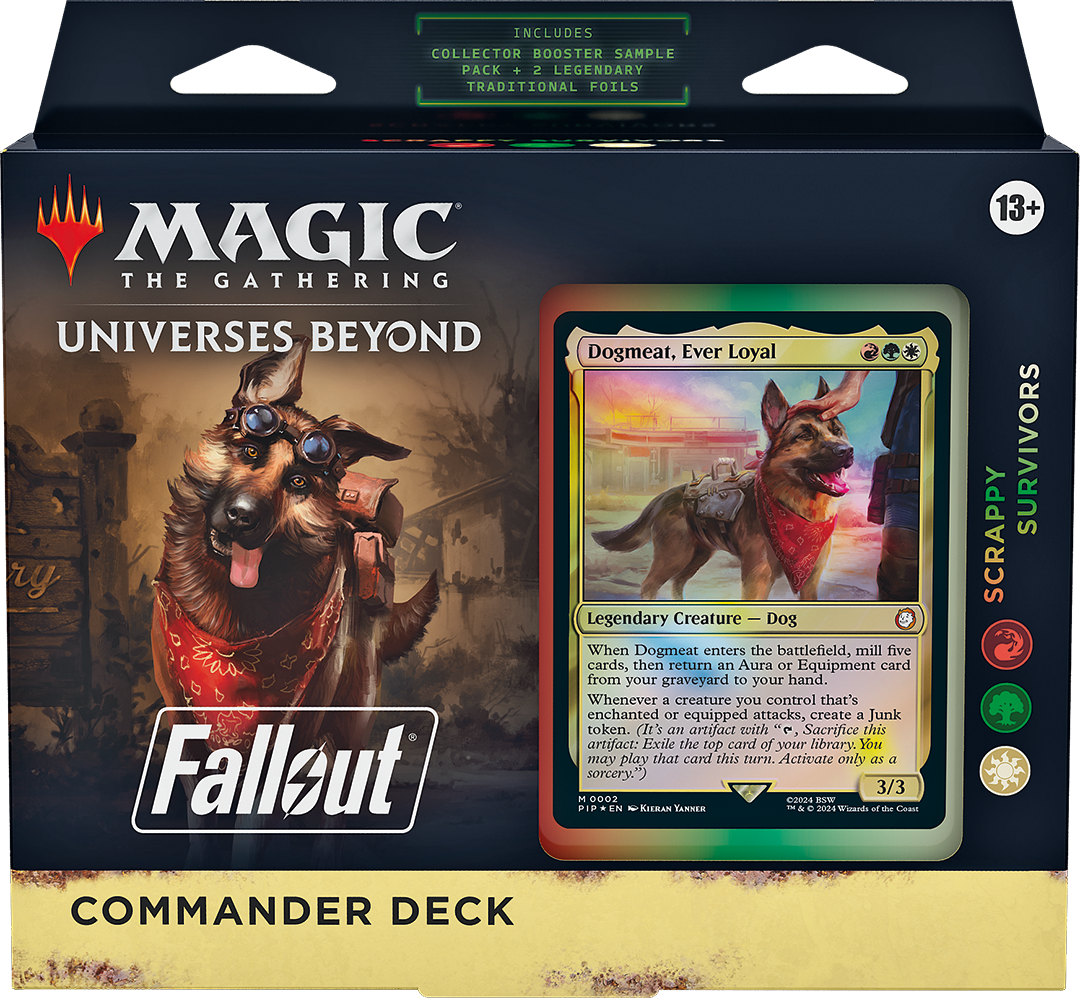 INCLUDES
COLLECTOR BOOSTER SAMPLE
PACK + 2 LEGENDARY
TRADITIONAL FOILS
SCRAPPY SURVIVORS
MAGIC®
THE GATHERING
UNIVERSES BEYOND
13+
Dogmeat, Ever Loyal
Legendary Creature — Dog
When Dogmeat enters the battlefield, mill five
cards, then return an Aura or Equipment card
from your graveyard to your hand.
Whenever a creature you control that's
enchanted or equipped attacks, create a Junk
token. (It's an artifact with “, Sacrifice this
artifact: Exile the top card of your library. You
may play that card this turn. Activate only as a
sorcery.”)
3/3
M 0002
PIP★EN KIERAN YANNER
©2024 BSW
™ & © 2024 Wizards of the Coast
SCRAPPY
SURVIVORS
ry
Fallout®
COMMANDER DECK